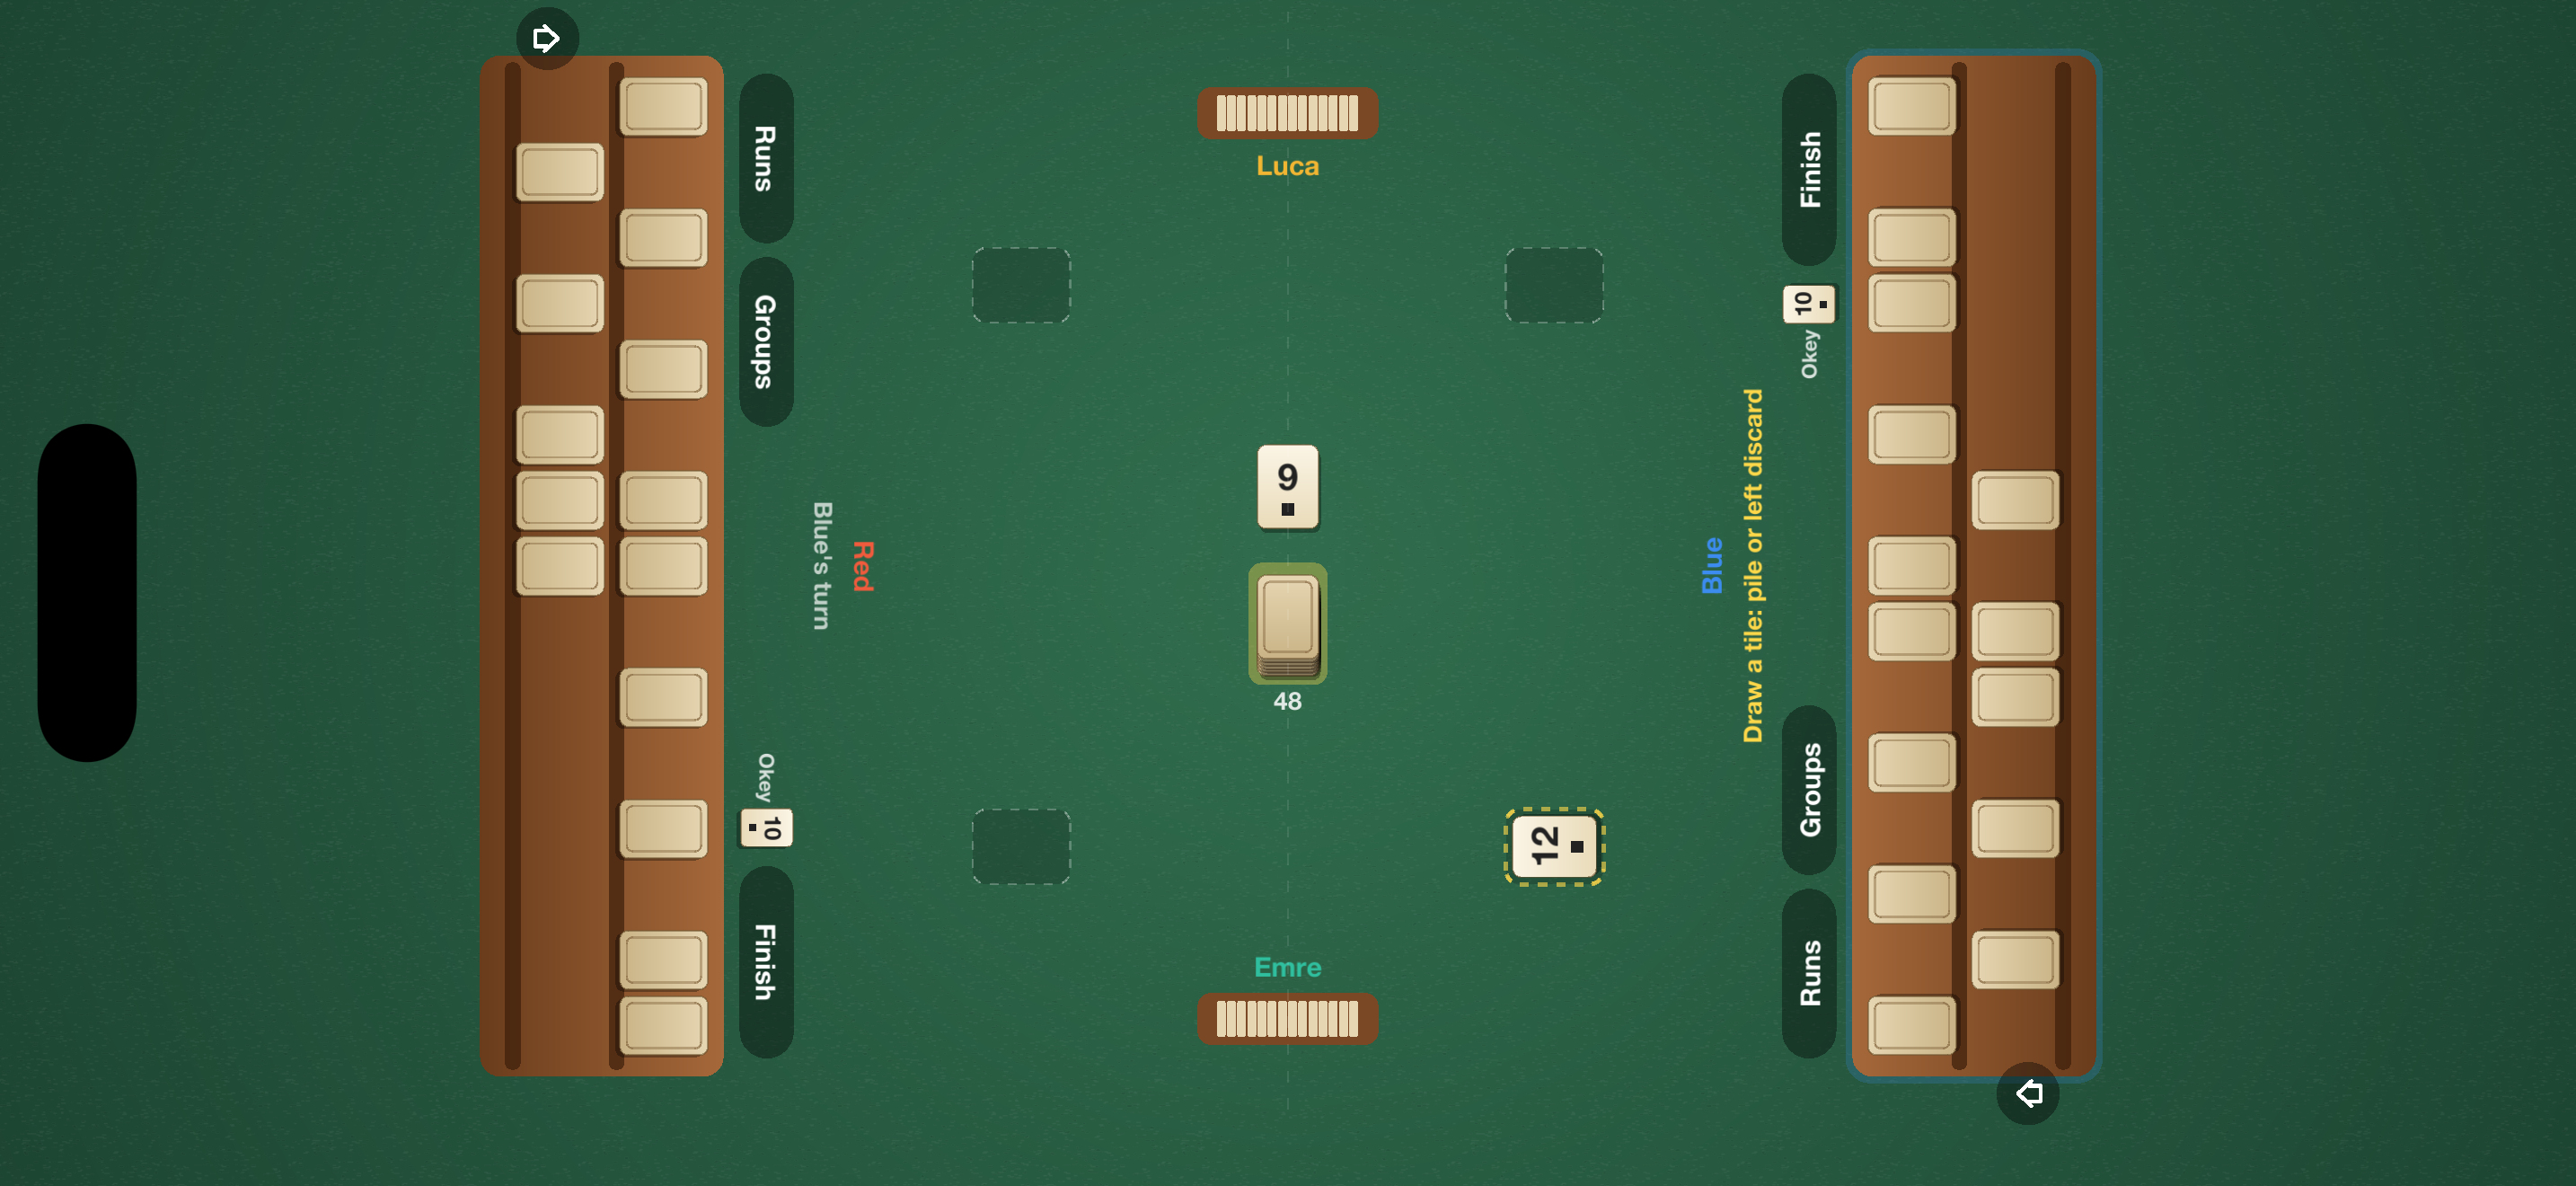 Luca
Runs
Groups
Blue's turn
Red
Okey
10
Finish
9
48
12
Emre
Blue
Draw a tile: pile or left discard
Runs
Groups
Okey
10
Finish